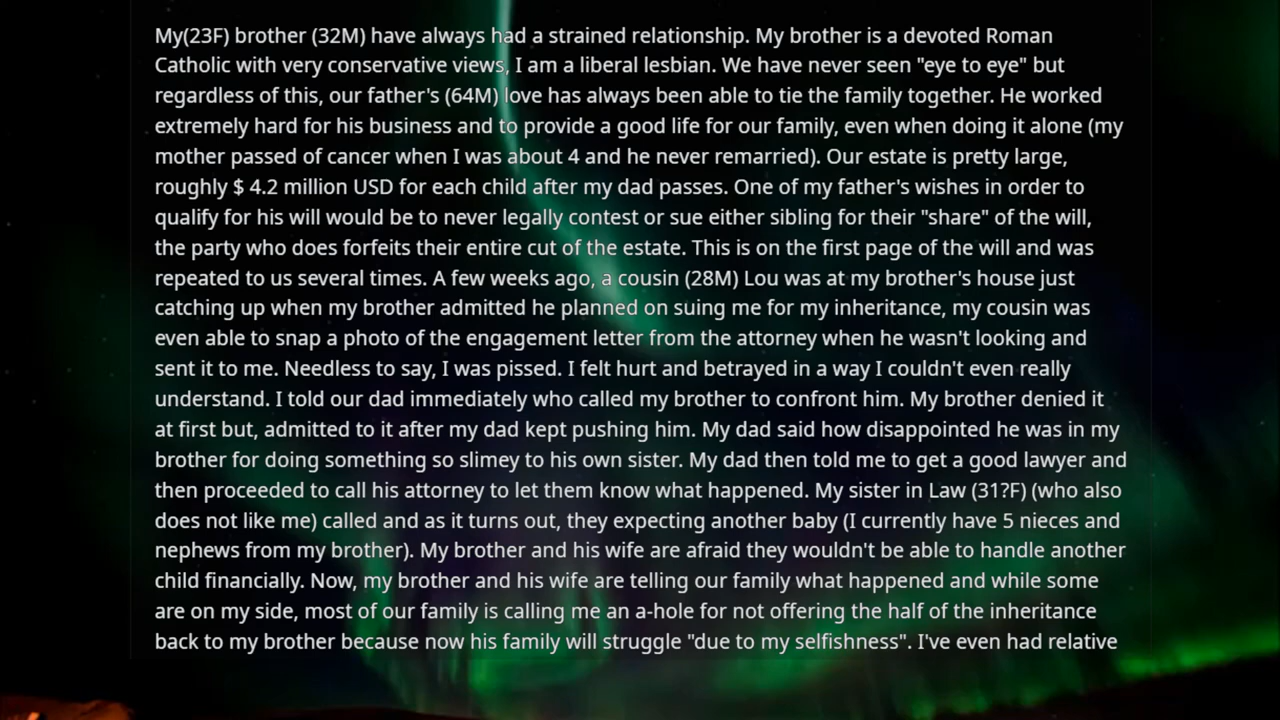 My(23F) brother (32M) have always had a strained relationship. My brother is a devoted Roman
Catholic with very conservative views, I am a liberal lesbian. We have never seen "eye to eye" but
regardless of this, our father's (64M) love has always been able to tie the family together. He worked
extremely hard for his business and to provide a good life for our family, even when doing it alone (my
mother passed of cancer when I was about 4 and he never remarried). Our estate is pretty large,
roughly $ 4.2 million USD for each child after my dad passes. One of my father's wishes in order to
qualify for his will would be to never legally contest or sue either sibling for their "share" of the will,
the party who does forfeits their entire cut of the estate. This is on the first page of the will and was
repeated to us several times. A few weeks ago, a cousin (28M) Lou was at my brother's house just
catching up when my brother admitted he planned on suing me for my inheritance, my cousin was
even able to snap a photo of the engagement letter from the attorney when he wasn't looking and
sent it to me. Needless to say, I was pissed. I felt hurt and betrayed in a way I couldn't even really
understand. I told our dad immediately who called my brother to confront him. My brother denied it
at first but, admitted to it after my dad kept pushing him. My dad said how disappointed he was in my
brother for doing something so slimey to his own sister. My dad then told me to get a good lawyer and
then proceeded to call his attorney to let them know what happened. My sister in Law (31?F) (who also
does not like me) called and as it turns out, they expecting another baby (I currently have 5 nieces and
nephews from my brother). My brother and his wife are afraid they wouldn't be able to handle another
child financially. Now, my brother and his wife are telling our family what happened and while some
are on my side, most of our family is calling me an a-hole for not offering the half of the inheritance
back to my brother because now his family will struggle "due to my selfishness". I've even had relative